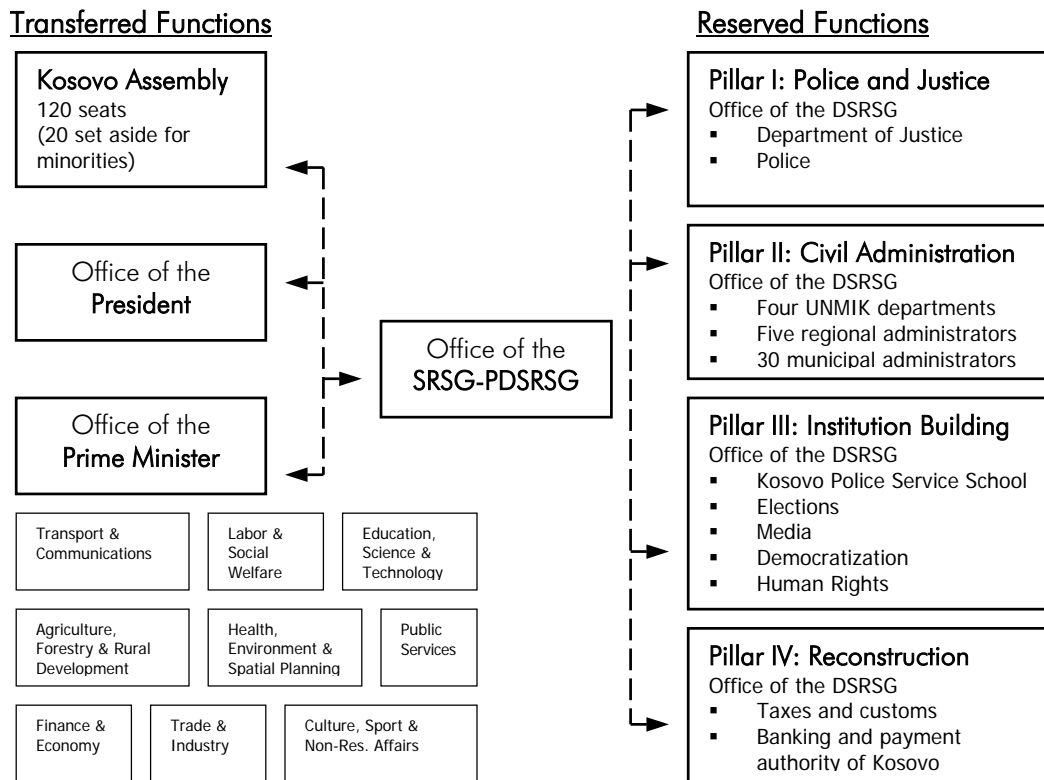 Transferred Functions
Kosovo Assembly
120 seats
(20 set aside for
minorities)
Office of the
President
Office of the
Prime Minister
Transport &
Communications
Labor &
Social
Welfare
Education,
Science &
Technology
Agriculture,
Forestry & Rural
Development
Health,
Environment &
Spatial Planning
Public
Services
Finance &
Economy
Trade &
Industry
Culture, Sport &
Non-Res. Affairs
Office of the
SRSG-PDSRSG
Reserved Functions
Pillar I: Police and Justice
Office of the DSRSG
▪ Department of Justice
▪ Police
Pillar II: Civil Administration
Office of the DSRSG
▪ Four UNMIK departments
▪ Five regional administrators
▪ 30 municipal administrators
Pillar III: Institution Building
Office of the DSRSG
▪ Kosovo Police Service School
▪ Elections
▪ Media
▪ Democratization
▪ Human Rights
Pillar IV: Reconstruction
Office of the DSRSG
▪ Taxes and customs
▪ Banking and payment
authority of Kosovo